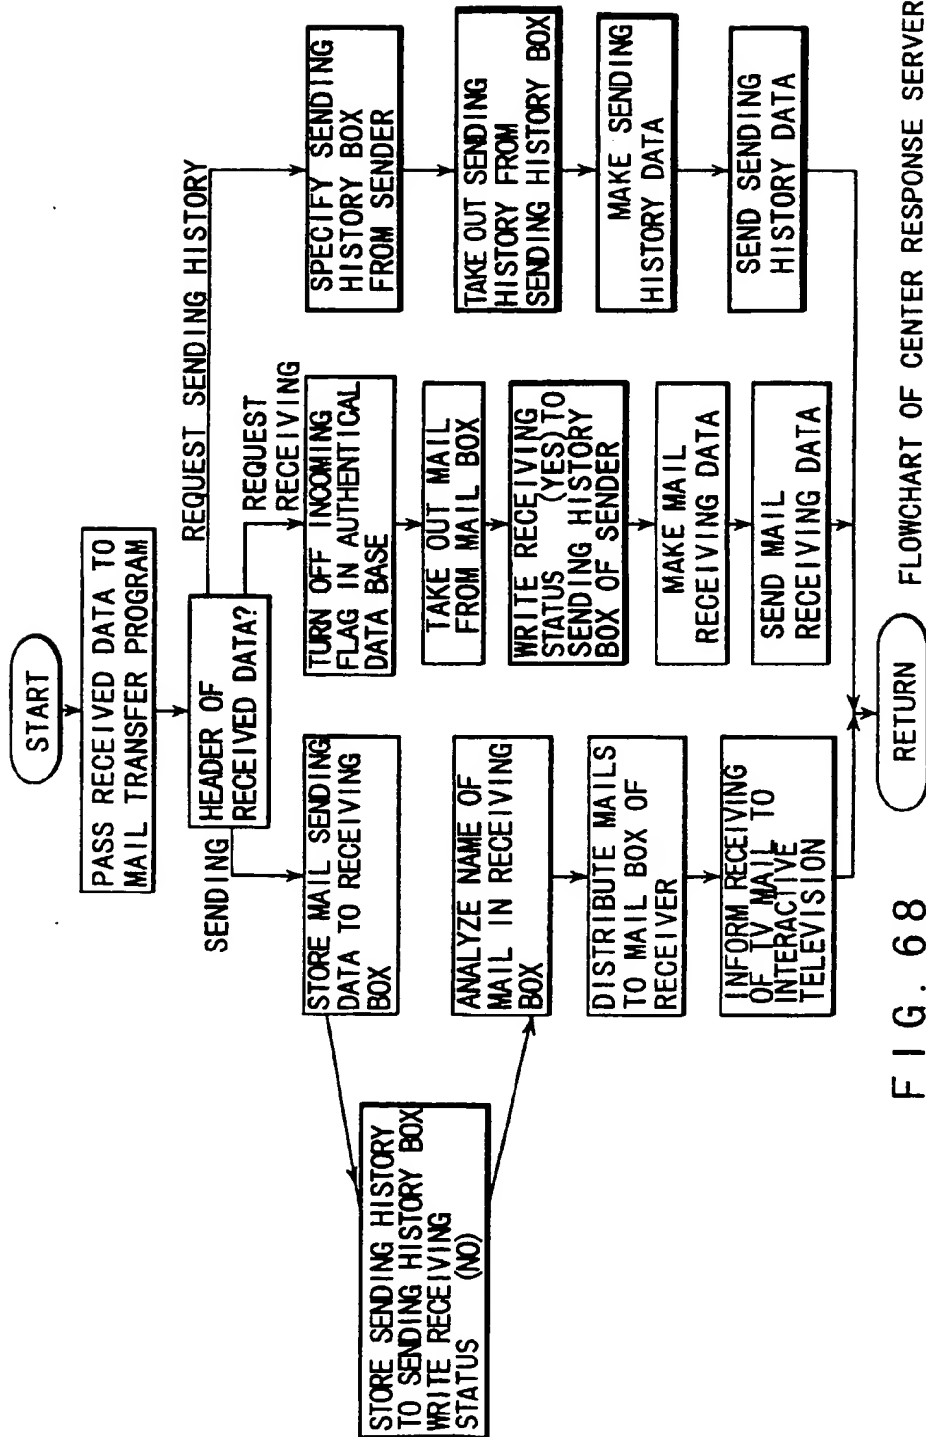 START
PASS RECEIVED DATA TO
MAIL TRANSFER PROGRAM
HEADER OF
RECEIVED DATA?
SENDING
REQUEST
RECEIVING
REQUEST SENDING HISTORY
STORE MAIL SENDING
DATA TO RECEIVING
BOX
STORE SENDING HISTORY
TO SENDING HISTORY BOX
WRITE RECEIVING
STATUS (NO)
ANALYZE NAME OF
MAIL IN RECEIVING
BOX
DISTRIBUTE MAILS
TO MAIL BOX OF
RECEIVER
INFORM RECEIVING
OF TV MAIL TO
INTERACTIVE
TELEVISION
TURN OFF INCOMING
FLAG IN AUTHENTICAL
DATA BASE
TAKE OUT MAIL
FROM MAIL BOX
WRITE RECEIVING
STATUS (YES) TO
SENDING HISTORY
BOX OF SENDER
MAKE MAIL
RECEIVING DATA
SEND MAIL
RECEIVING DATA
SPECIFY SENDING
HISTORY BOX
FROM SENDER
TAKE OUT SENDING
HISTORY FROM
SENDING HISTORY BOX
MAKE SENDING
HISTORY DATA
SEND SENDING
HISTORY DATA
RETURN
FIG. 68 FLOWCHART OF CENTER RESPONSE SERVER